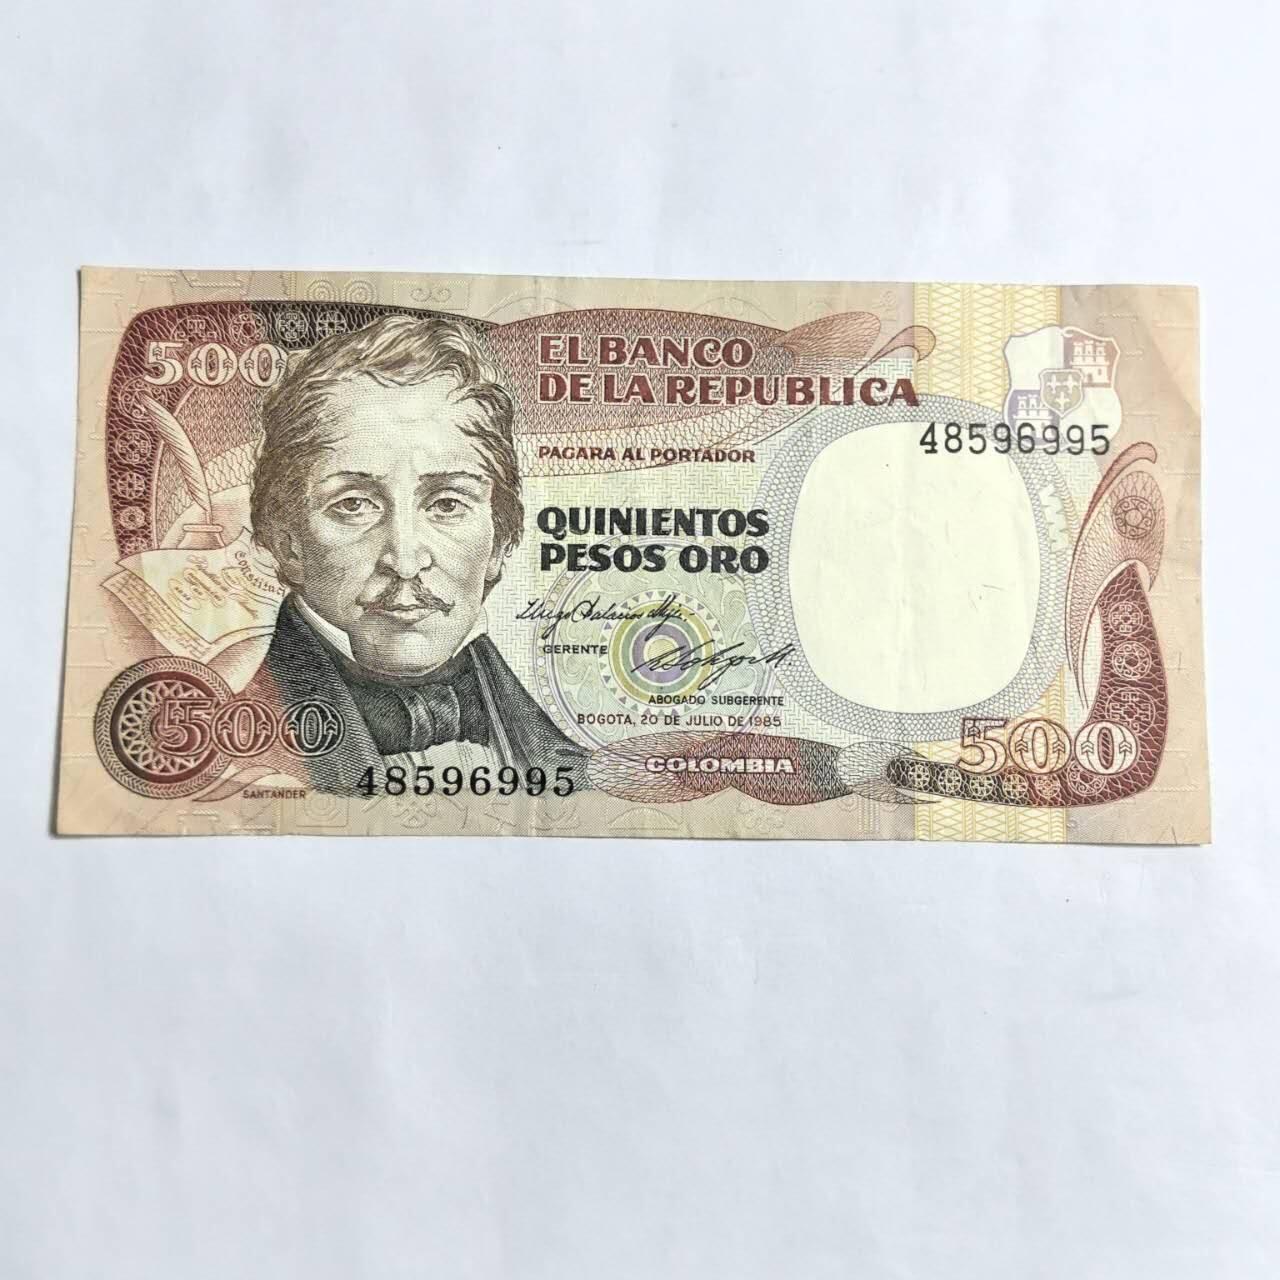 500
EL BANCO
DE LA REPUBLICA
48596995
PAGARA AL PORTADOR
QUINIENTOS
PESOS ORO
GERENTE
ABOGADO SUBGERENTE
BOGOTA, 20 DE JULIO DE 1985
500
500
COLOMBIA
48596995
SANTANDER